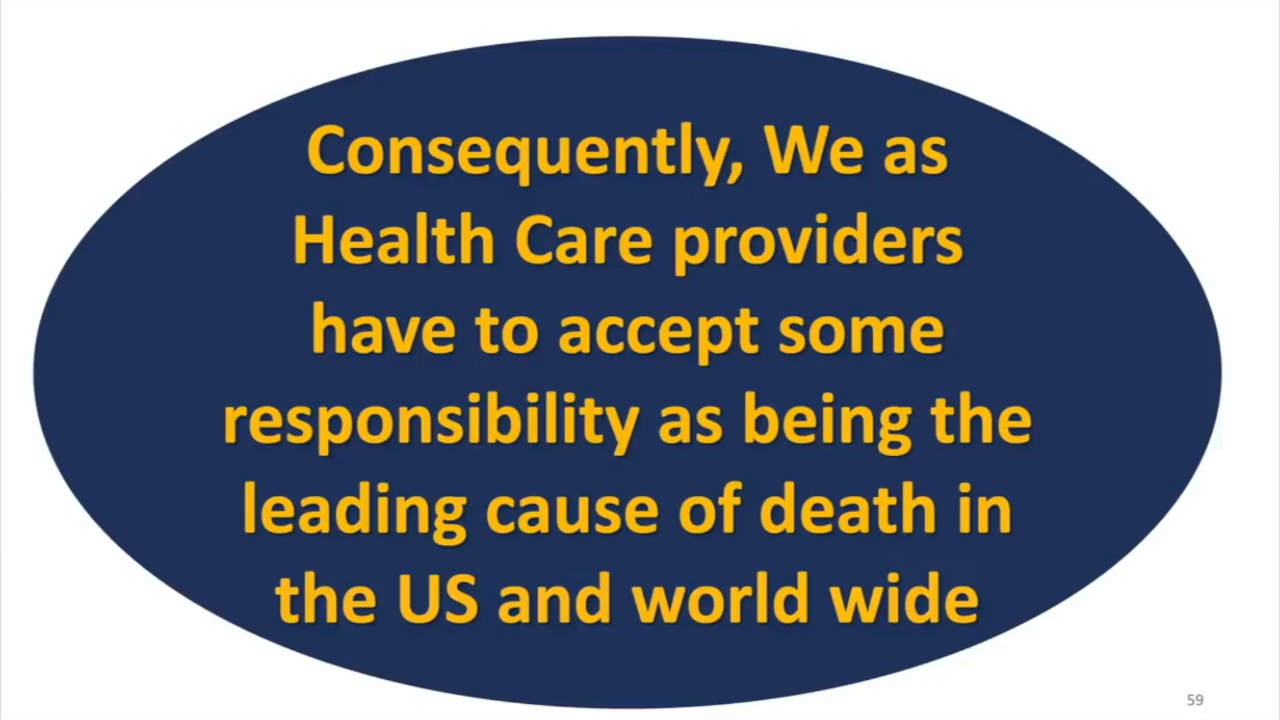 Consequently, We as
Health Care providers
have to accept some
responsibility as being the
leading cause of death in
the US and world wide
59